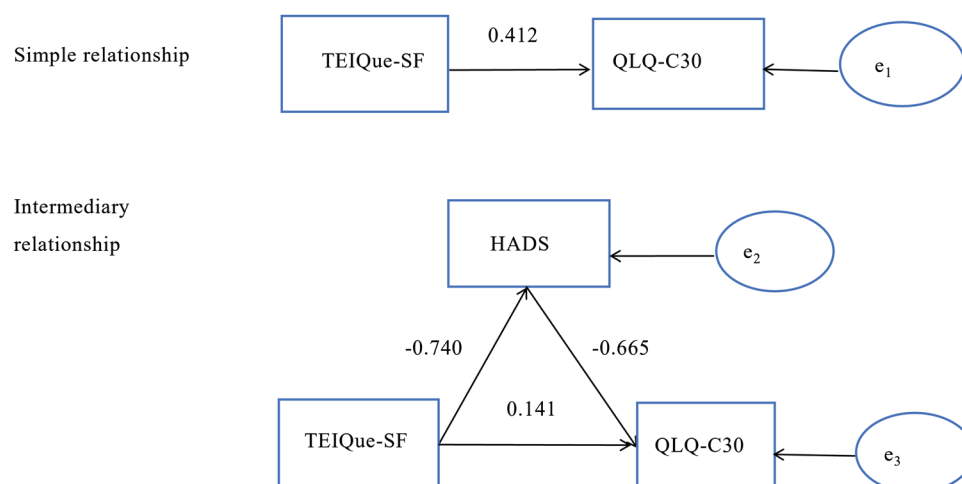 0.412
Simple relationship
TEIQue-SF
QLQ-C30
e₁
Intermediary
relationship
HADS
e₂
-0.740
-0.665
0.141
TEIQue-SF
QLQ-C30
e₃